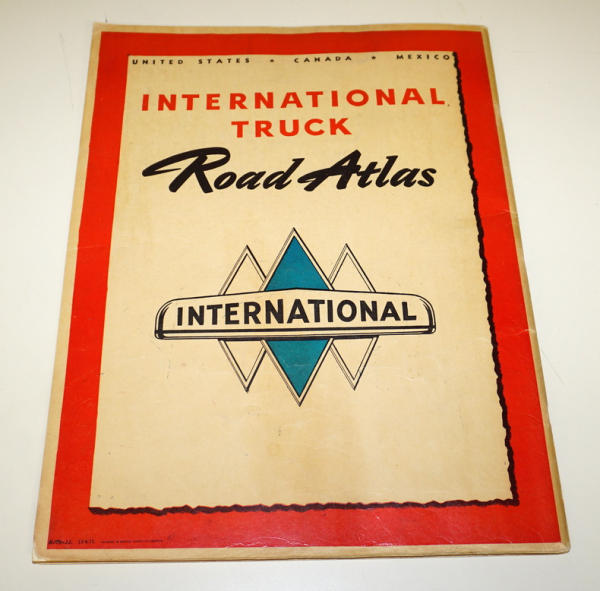 UNITED STATES • CANADA • MEXICO
INTERNATIONAL
TRUCK
Road Atlas
INTERNATIONAL